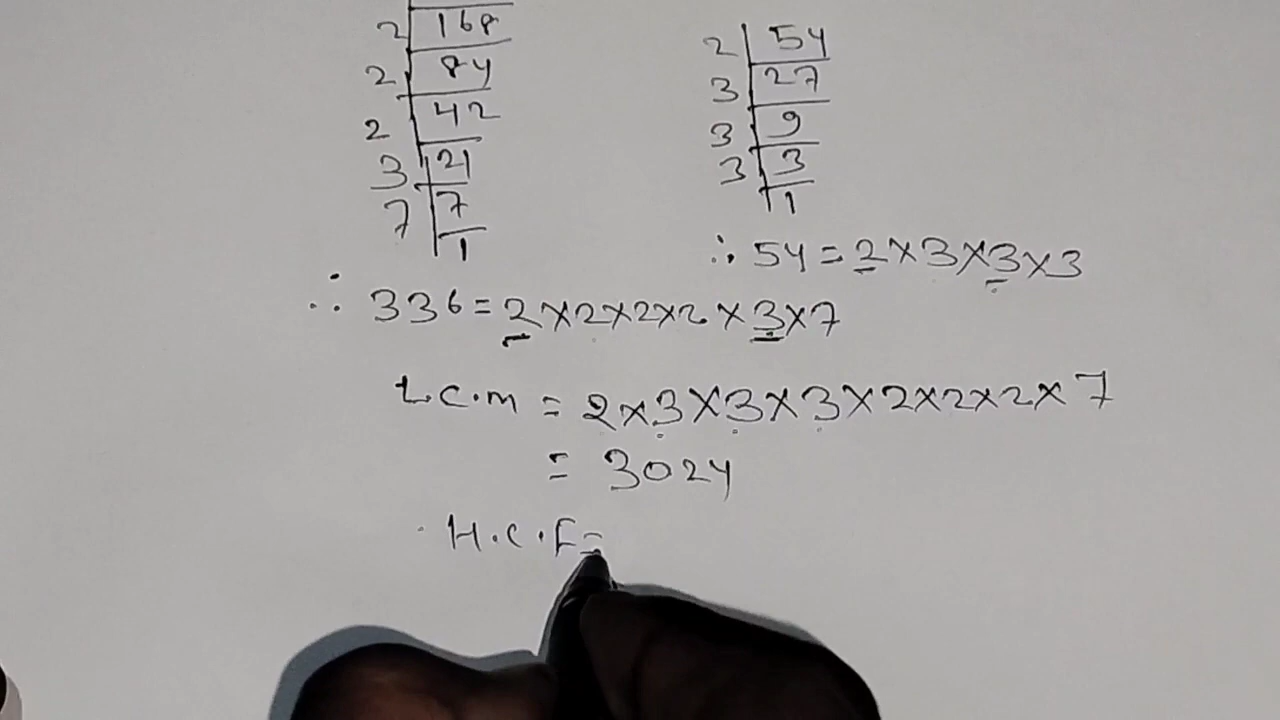 2 | 168
2 | 84
2 | 42
3 | 21
7 | 7
1
2 | 54
3 | 27
3 | 9
3 | 3
1
∴ 54 = 2×3×3×3
∴ 336 = 2×2×2×2×3×7
L.C.M = 2×3×3×3×2×2×2×7
= 3024
H.C.F=